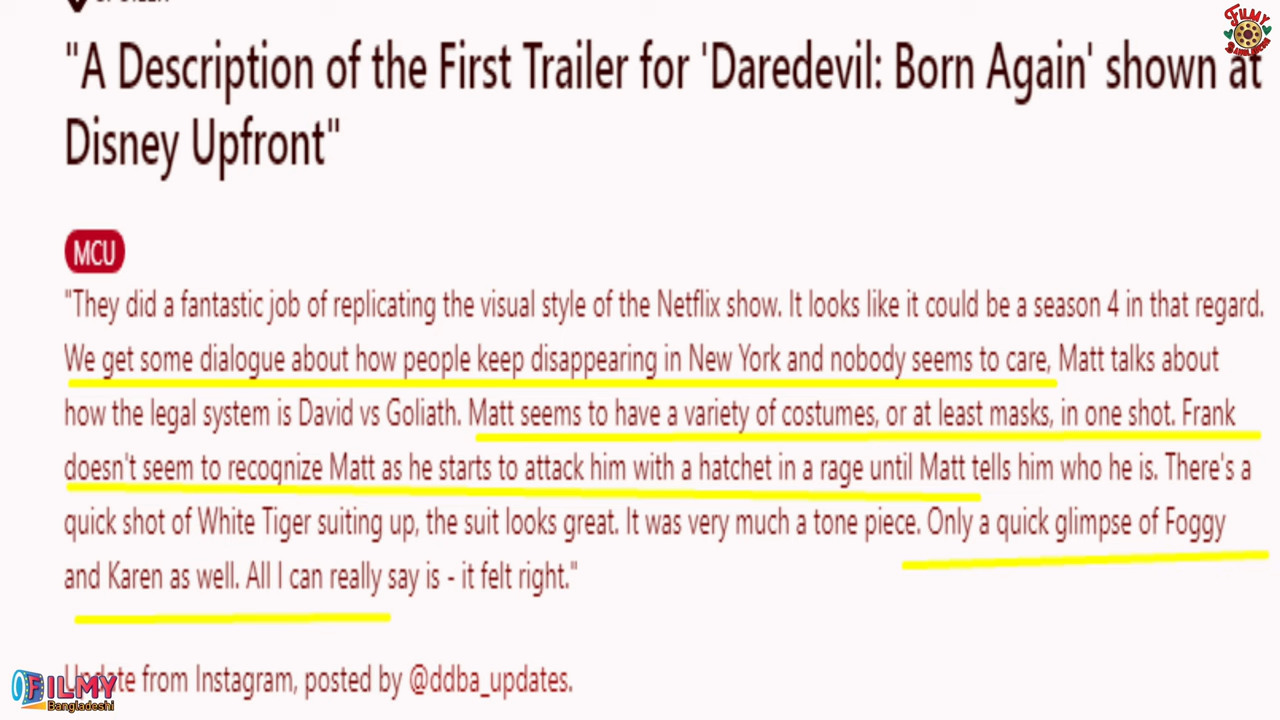 "A Description of the First Trailer for 'Daredevil: Born Again' shown at
Disney Upfront"
MCU
"They did a fantastic job of replicating the visual style of the Netflix show. It looks like it could be a season 4 in that regard.
We get some dialogue about how people keep disappearing in New York and nobody seems to care, Matt talks about
how the legal system is David vs Goliath. Matt seems to have a variety of costumes, or at least masks, in one shot. Frank
doesn't seem to recognize Matt as he starts to attack him with a hatchet in a rage until Matt tells him who he is. There's a
quick shot of White Tiger suiting up, the suit looks great. It was very much a tone piece. Only a quick glimpse of Foggy
and Karen as well. All I can really say is - it felt right."
Update from Instagram, posted by @ddba_updates.
FILMY
Bangladeshi